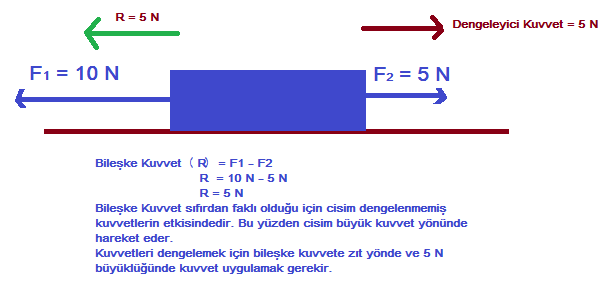 R = 5 N
Dengeleyici Kuvvet = 5 N
F1 = 10 N
F2 = 5 N
Bileşke Kuvvet ( R) = F1 - F2
R = 10 N - 5 N
R = 5 N
Bileşke Kuvvet sıfırdan faklı olduğu için cisim dengelenmemiş
kuvvetlerin etkisindedir. Bu yüzden cisim büyük kuvvet yönünde
hareket eder.
Kuvvetleri dengelemek için bileşke kuvvete zıt yönde ve 5 N
büyüklüğünde kuvvet uygulamak gerekir.